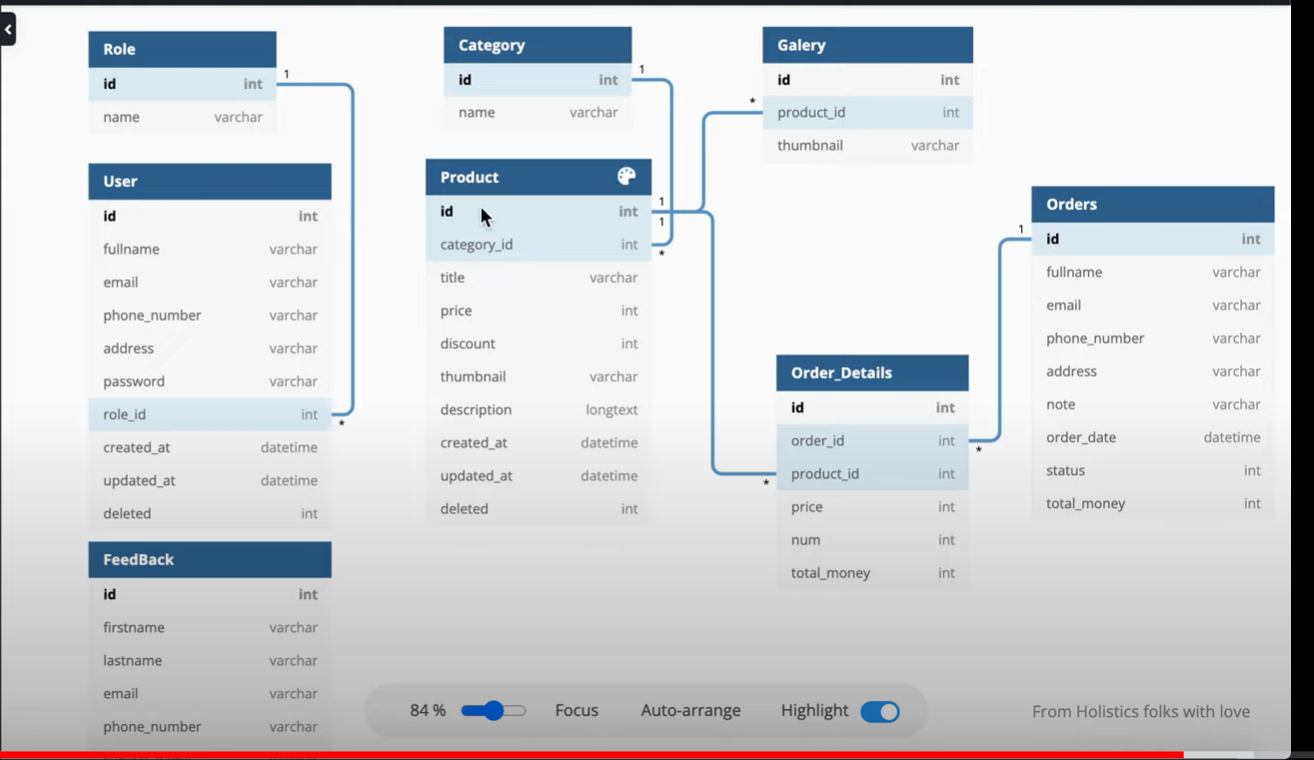 Role
id int 1
name varchar
User
id int
fullname varchar
email varchar
phone_number varchar
address varchar
password varchar
role_id int
*
created_at datetime
updated_at datetime
deleted int
FeedBack
id int
firstname varchar
lastname varchar
email varchar
phone_number varchar
Category
id int 1
name varchar
Product
id int 1
1
category_id int
*
title varchar
price int
discount int
thumbnail varchar
description longtext
created_at datetime
updated_at datetime
deleted int
Galery
id int
* product_id int
thumbnail varchar
Order_Details
id int
order_id int
*
* product_id int
price int
num int
total_money int
Orders
1 id int
fullname varchar
email varchar
phone_number varchar
address varchar
note varchar
order_date datetime
status int
total_money int
84 % Focus Auto-arrange Highlight
From Holistics folks with love